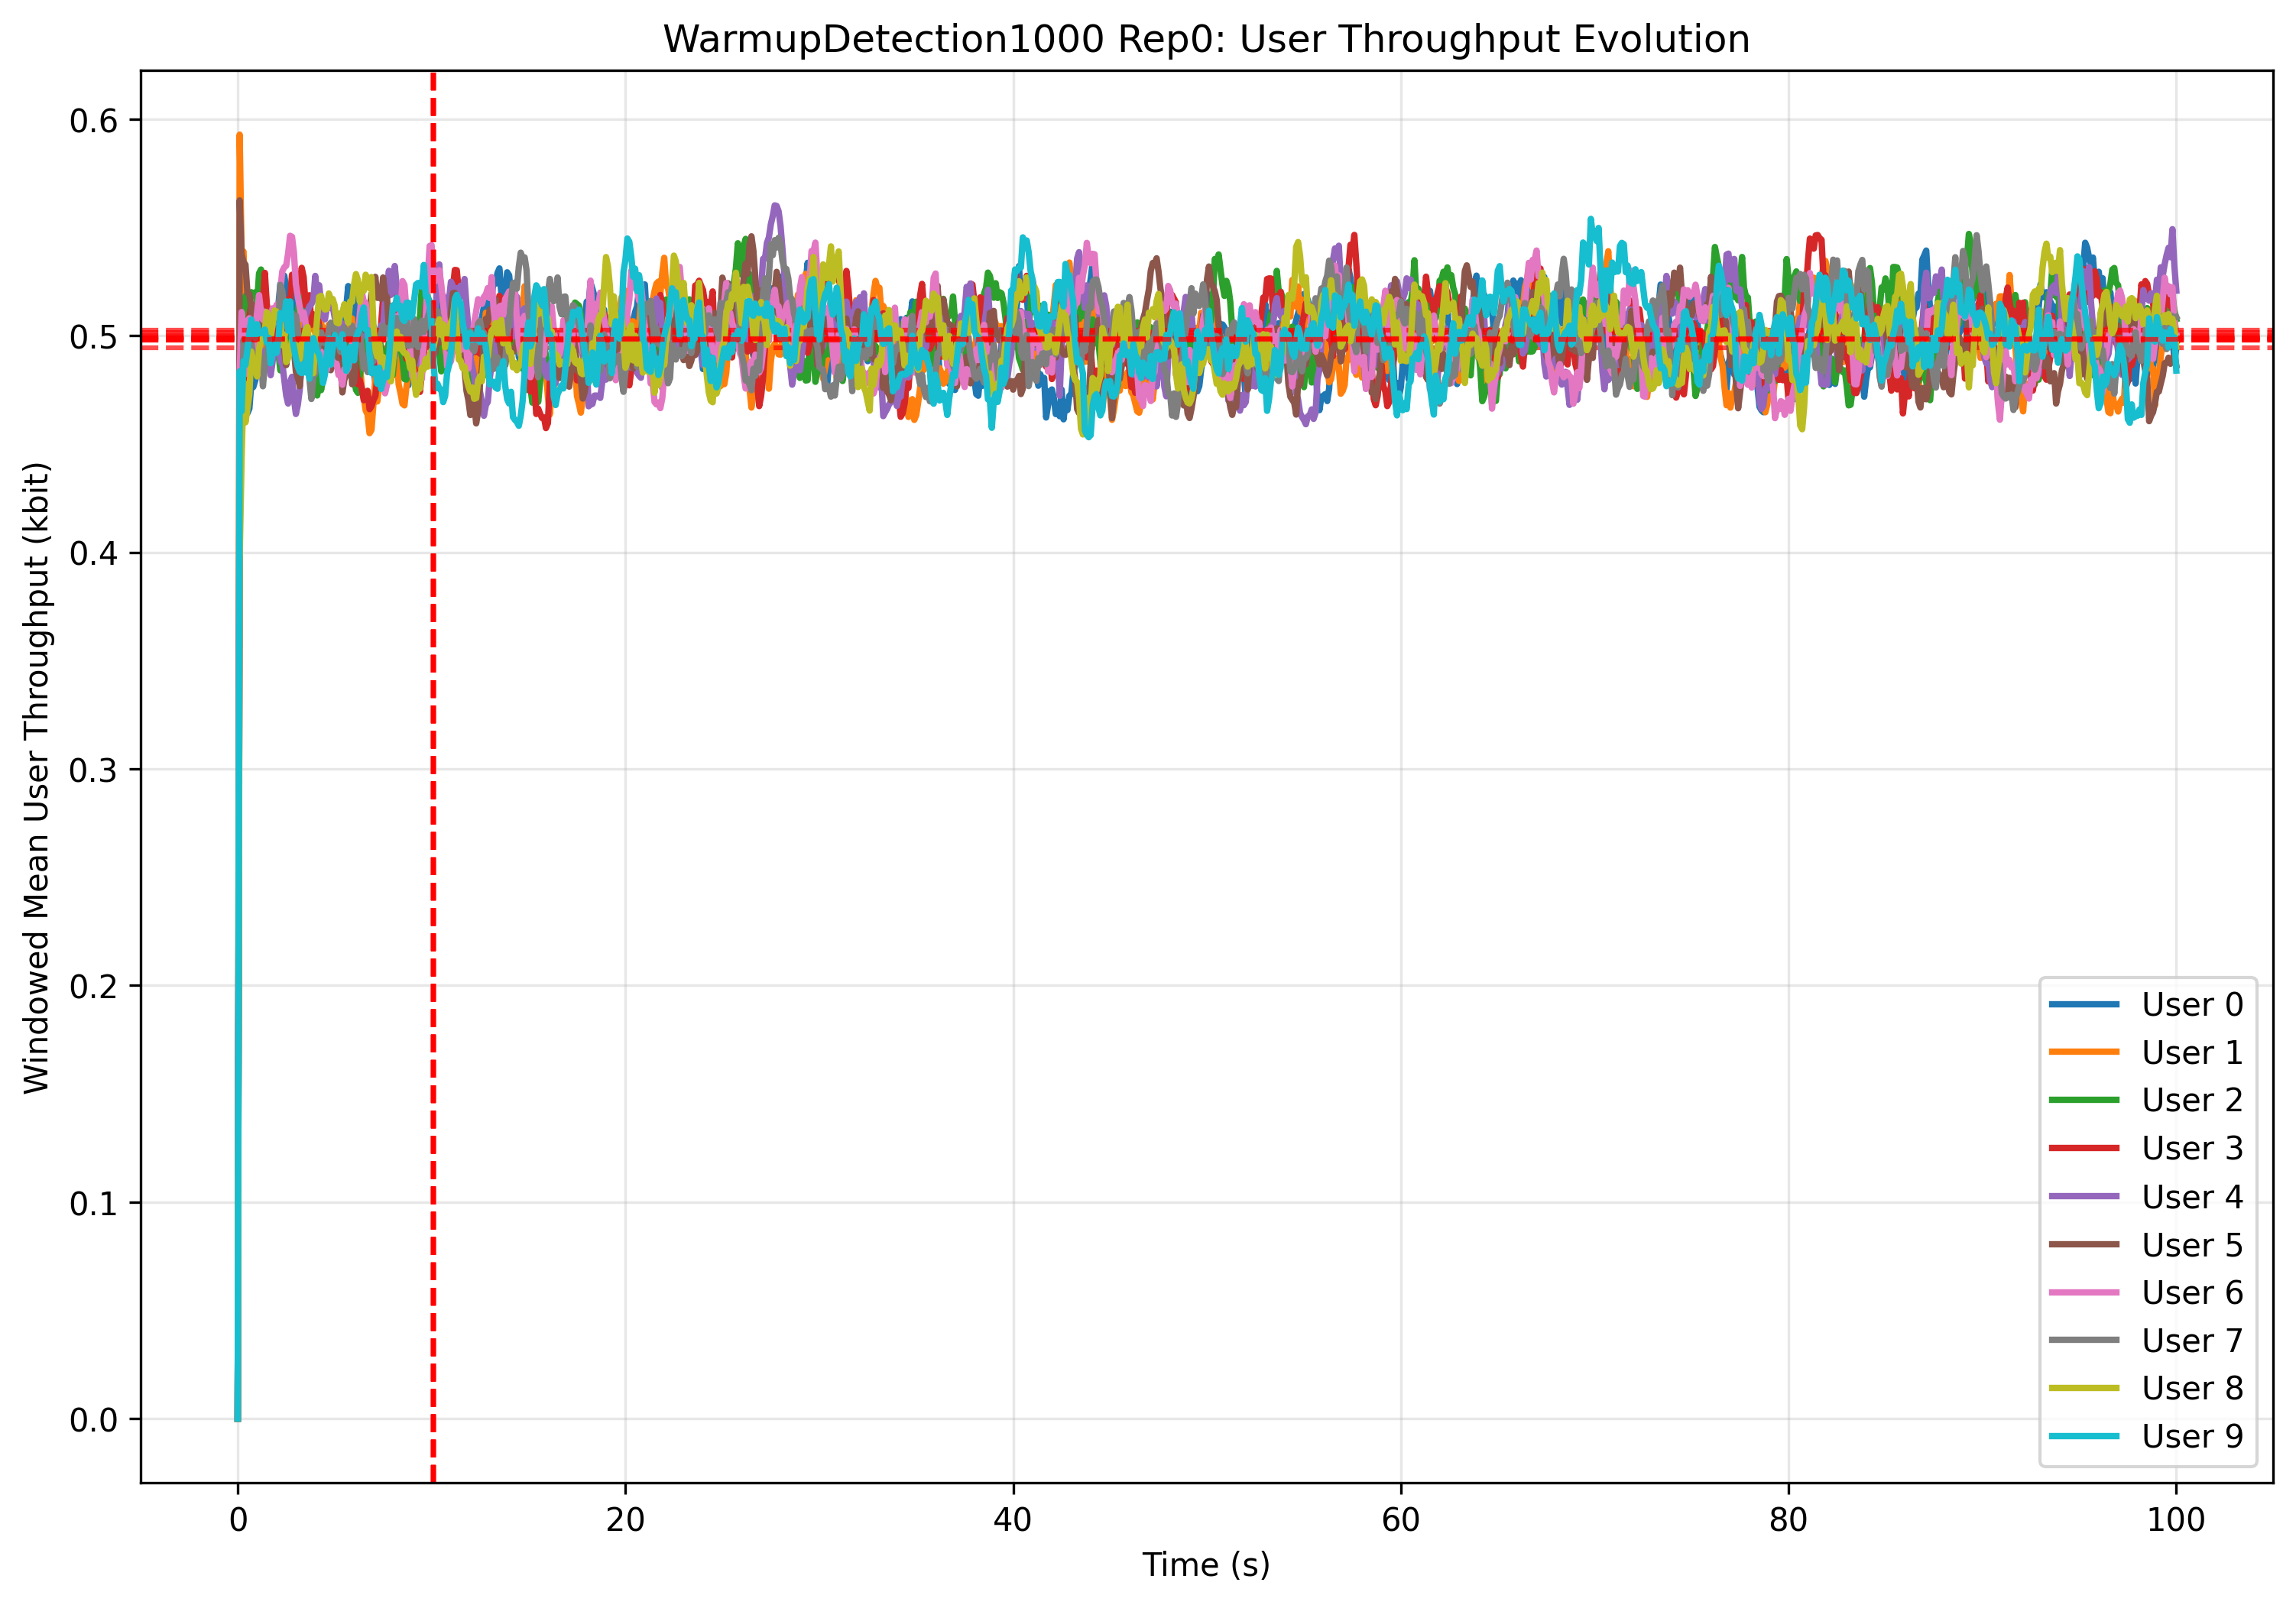 WarmupDetection1000 Rep0: User Throughput Evolution
Windowed Mean User Throughput (kbit)
0.6
0.5
0.4
0.3
0.2
0.1
0.0
User 0
User 1
User 2
User 3
User 4
User 5
User 6
User 7
User 8
User 9
0 20 40 60 80 100
Time (s)